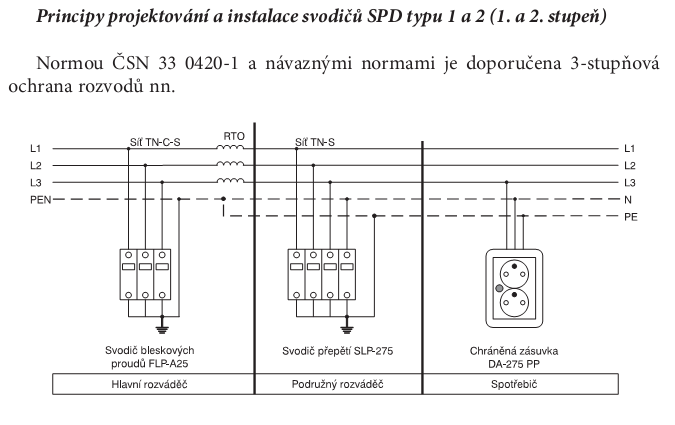 Principy projektování a instalace svodičů SPD typu 1 a 2 (1. a 2. stupeň)
Normou ČSN 33 0420-1 a návaznými normami je doporučena 3-stupňová
ochrana rozvodů nn.
Síť TN-C-S
RTO
Síť TN-S
L1
L1
L2
L2
L3
L3
PEN
N
PE
Svodič bleskových
proudů FLP-A25
Svodič přepětí SLP-275
Chráněná zásuvka
DA-275 PP
Hlavní rozváděč
Podružný rozváděč
Spotřebič